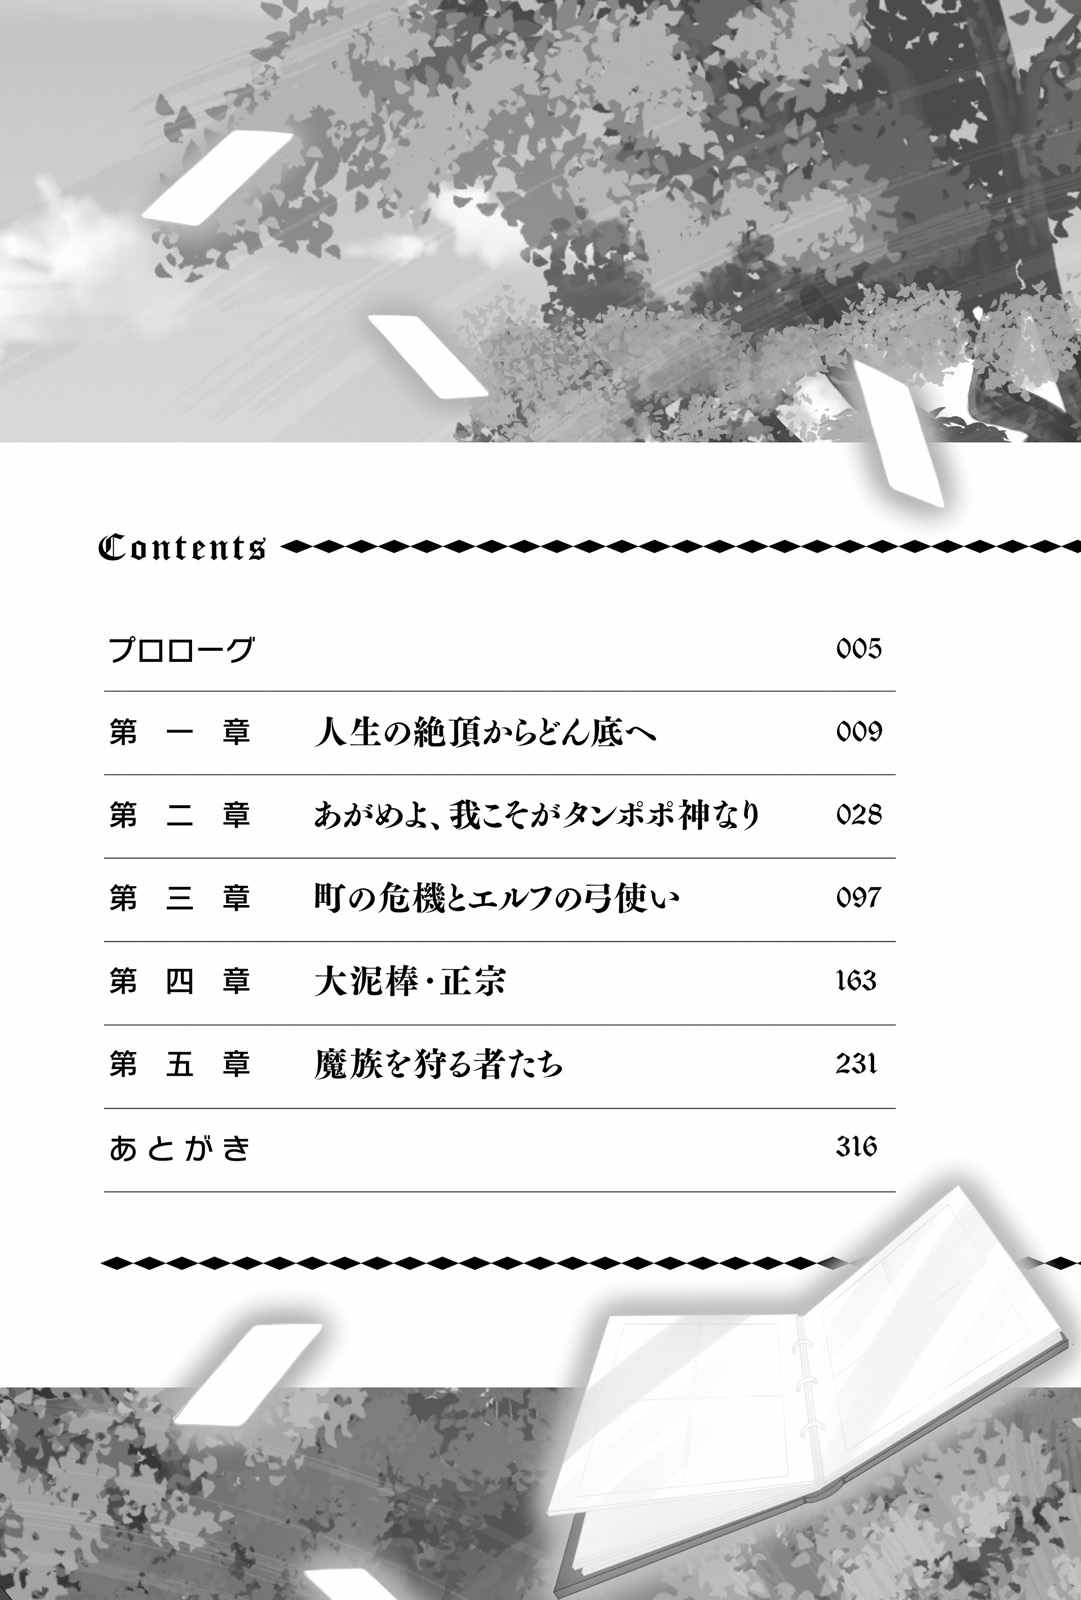 Contents
プロローグ 005
第一章 人生の絶頂からどん底へ 009
第二章 あがめよ、我こそがタンポポ神なり 028
第三章 町の危機とエルフの弓使い 097
第四章 大泥棒・正宗 163
第五章 魔族を狩る者たち 231
あとがき 316